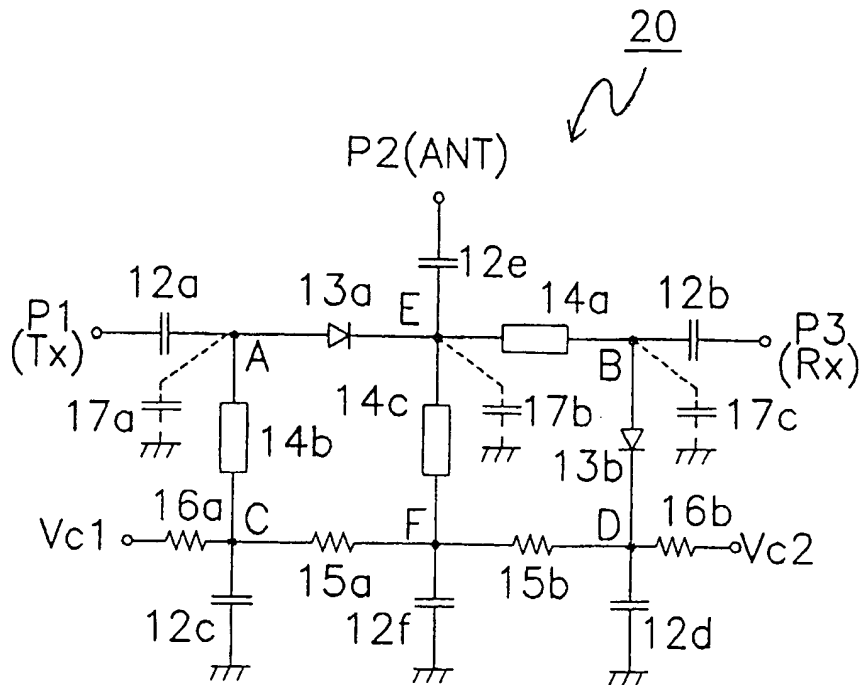 20
P2(ANT)
12e
12a
13a
E
14a
12b
P1
(Tx)
A
B
P3
(Rx)
17a
14b
14c
17b
17c
13b
16a
C
F
D
16b
Vc1
15a
15b
Vc2
12c
12f
12d